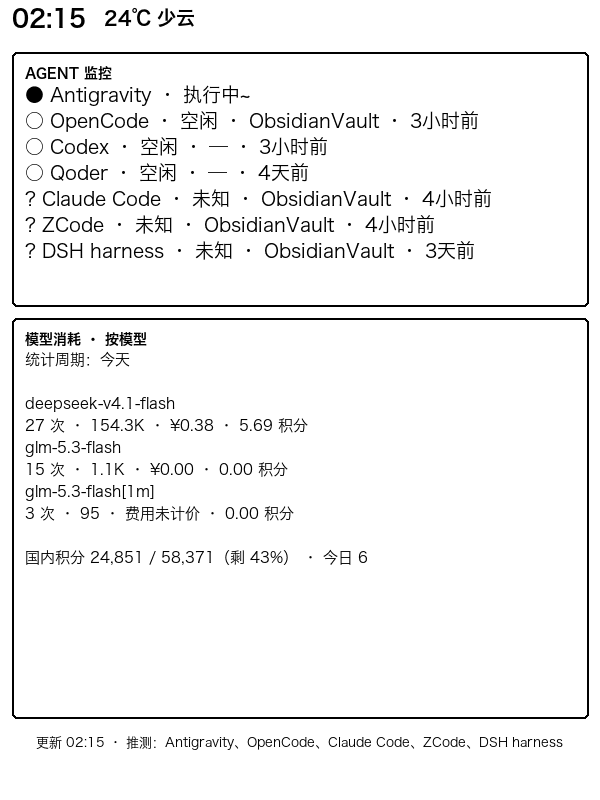 02:15 24℃ 少云
AGENT 监控
● Antigravity · 执行中~
○ OpenCode · 空闲 · ObsidianVault · 3小时前
○ Codex · 空闲 · — · 3小时前
○ Qoder · 空闲 · — · 4天前
? Claude Code · 未知 · ObsidianVault · 4小时前
? ZCode · 未知 · ObsidianVault · 4小时前
? DSH harness · 未知 · ObsidianVault · 3天前
模型消耗 · 按模型
统计周期：今天
deepseek-v4.1-flash
27 次 · 154.3K · ¥0.38 · 5.69 积分
glm-5.3-flash
15 次 · 1.1K · ¥0.00 · 0.00 积分
glm-5.3-flash[1m]
3 次 · 95 · 费用未计价 · 0.00 积分
国内积分 24,851 / 58,371（剩 43%） · 今日 6
更新 02:15 · 推测：Antigravity、OpenCode、Claude Code、ZCode、DSH harness